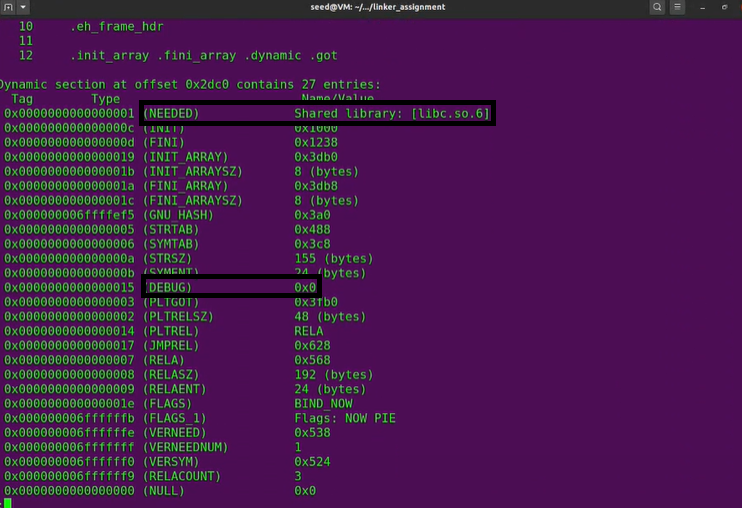 seed@VM: ~/.../linker_assignment
10 .eh_frame_hdr
11
12 .init_array .fini_array .dynamic .got
Dynamic section at offset 0x2dc0 contains 27 entries:
Tag Type Name/Value
0x0000000000000001 (NEEDED) Shared library: [libc.so.6]
0x000000000000000c (INIT) 0x1000
0x000000000000000d (FINI) 0x1238
0x0000000000000019 (INIT_ARRAY) 0x3db0
0x000000000000001b (INIT_ARRAYSZ) 8 (bytes)
0x000000000000001a (FINI_ARRAY) 0x3db8
0x000000000000001c (FINI_ARRAYSZ) 8 (bytes)
0x000000006ffffef5 (GNU_HASH) 0x3a0
0x0000000000000005 (STRTAB) 0x488
0x0000000000000006 (SYMTAB) 0x3c8
0x000000000000000a (STRSZ) 155 (bytes)
0x000000000000000b (SYMENT) 24 (bytes)
0x0000000000000015 (DEBUG) 0x0
0x0000000000000003 (PLTGOT) 0x3fb0
0x0000000000000002 (PLTRELSZ) 48 (bytes)
0x0000000000000014 (PLTREL) RELA
0x0000000000000017 (JMPREL) 0x628
0x0000000000000007 (RELA) 0x568
0x0000000000000008 (RELASZ) 192 (bytes)
0x0000000000000009 (RELAENT) 24 (bytes)
0x000000000000001e (FLAGS) BIND_NOW
0x000000006ffffffb (FLAGS_1) Flags: NOW PIE
0x000000006ffffffe (VERNEED) 0x538
0x000000006fffffff (VERNEEDNUM) 1
0x000000006ffffff0 (VERSYM) 0x524
0x000000006ffffff9 (RELACOUNT) 3
0x0000000000000000 (NULL) 0x0